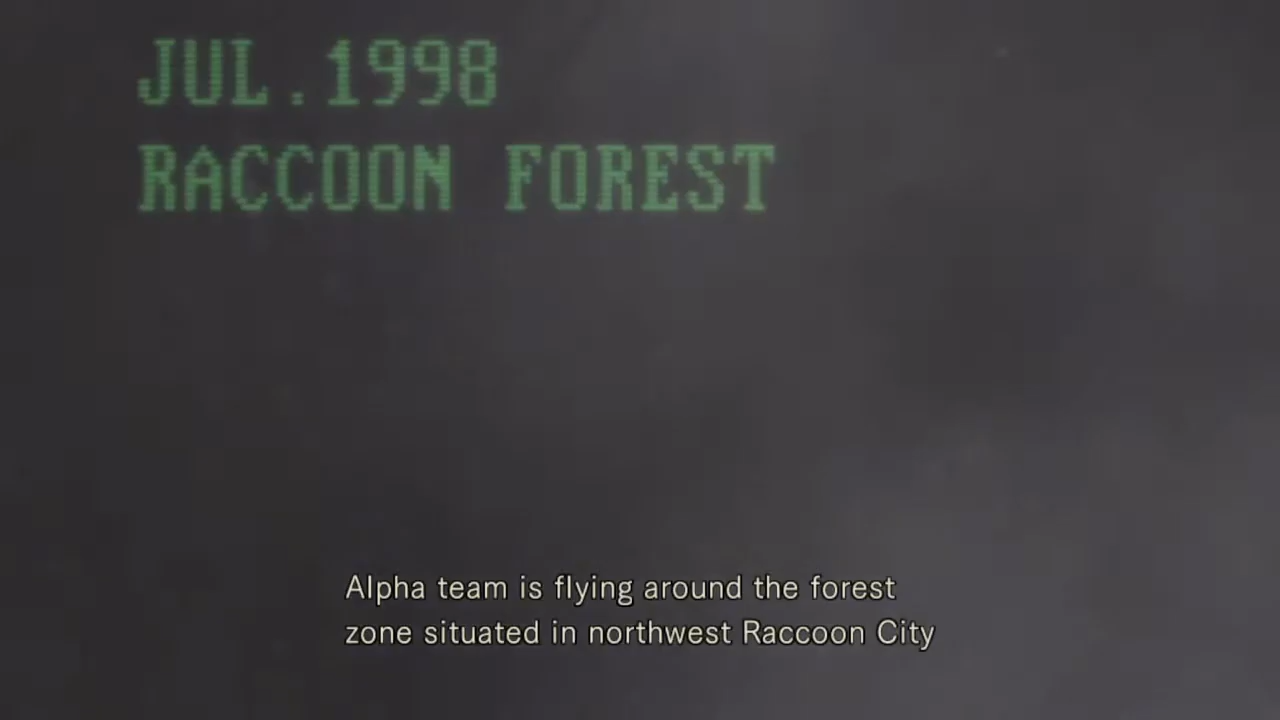 JUL.1998
RACCOON FOREST
Alpha team is flying around the forest
zone situated in northwest Raccoon City